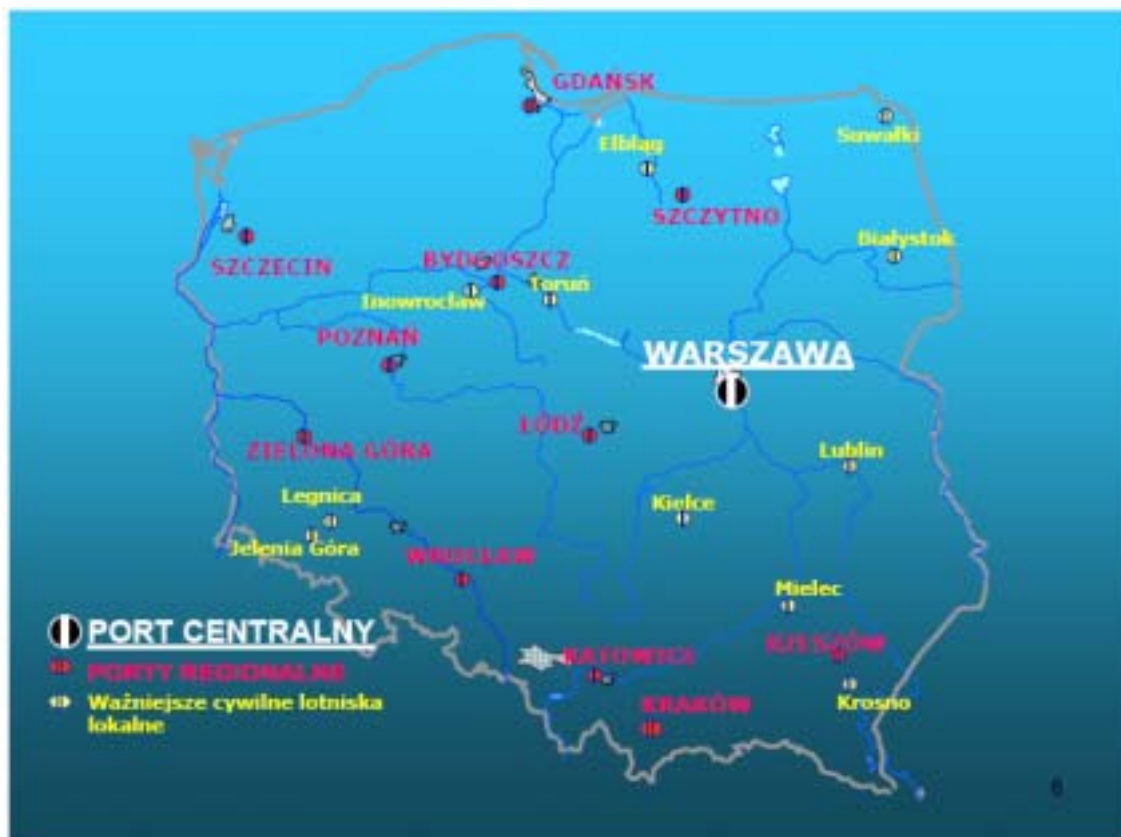 GDAŃSK
Suwałki
Elbląg
SZCZYTNO
Białystok
SZCZECIN
BYDGOSZCZ
Toruń
Inowrocław
POZNAŃ
WARSZAWA
ŁÓDŹ
ZIELONA GÓRA
Lublin
Legnica
Kielce
Jelenia Góra
WROCŁAW
Mielec
PORT CENTRALNY
RZESZÓW
PORTY REGIONALNE
KATOWICE
Ważniejsze cywilne lotniska
lokalne
KRAKÓW
Krosno
6